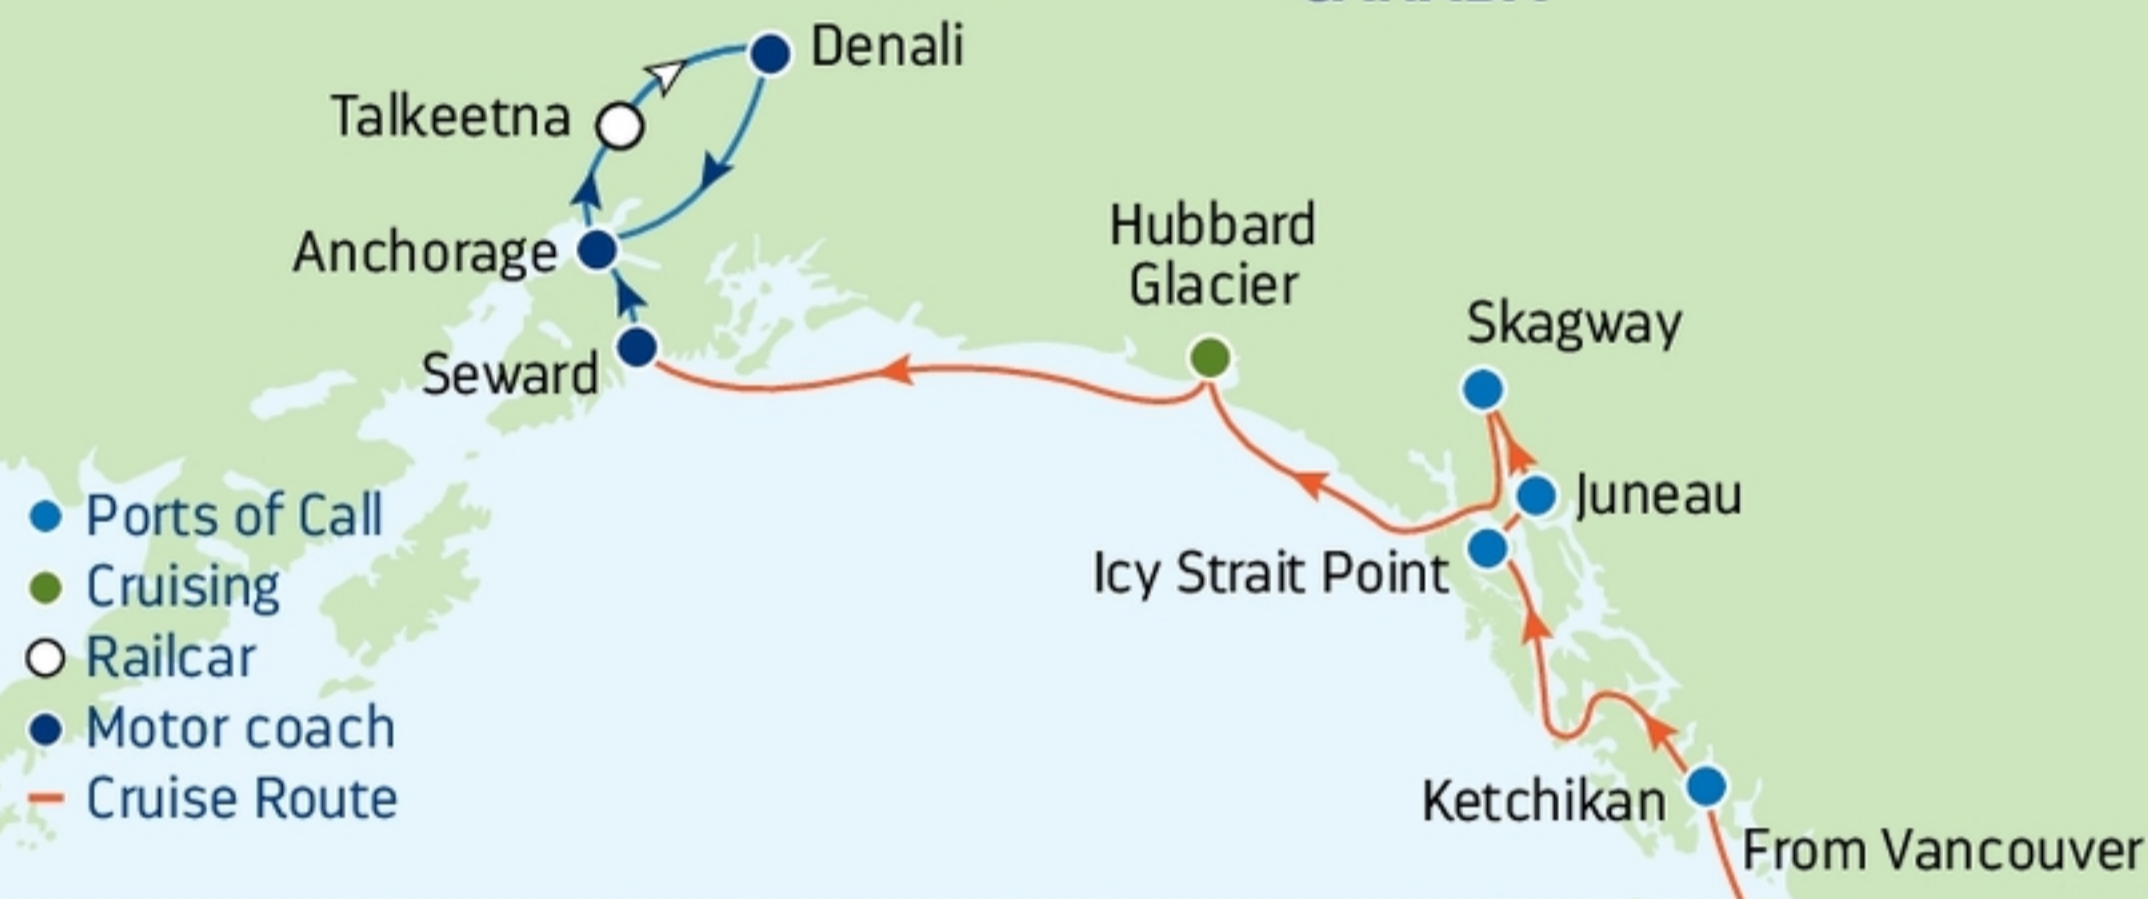 Denali
Talkeetna
Anchorage
Hubbard
Glacier
Skagway
Seward
Juneau
Icy Strait Point
Ports of Call
Cruising
Railcar
Motor coach
Cruise Route
Ketchikan
From Vancouver